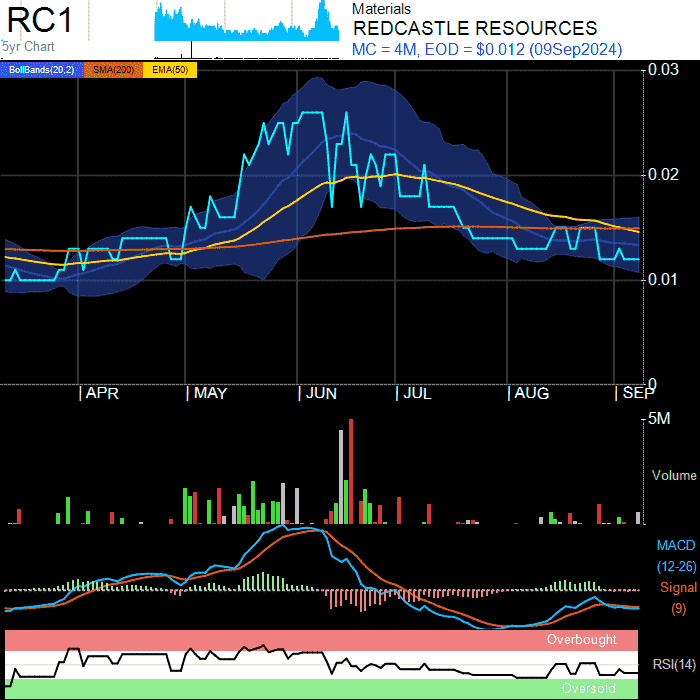 RC1
5yr Chart
Materials
REDCASTLE RESOURCES
MC = 4M, EOD = $0.012 (09Sep2024)
BollBands(20,2) SMA(200) EMA(50)
0.03
0.02
0.01
0
APR MAY JUN JUL AUG SEP
5M
Volume
MACD
(12-26)
Signal
(9)
Overbought
RSI(14)
Oversold